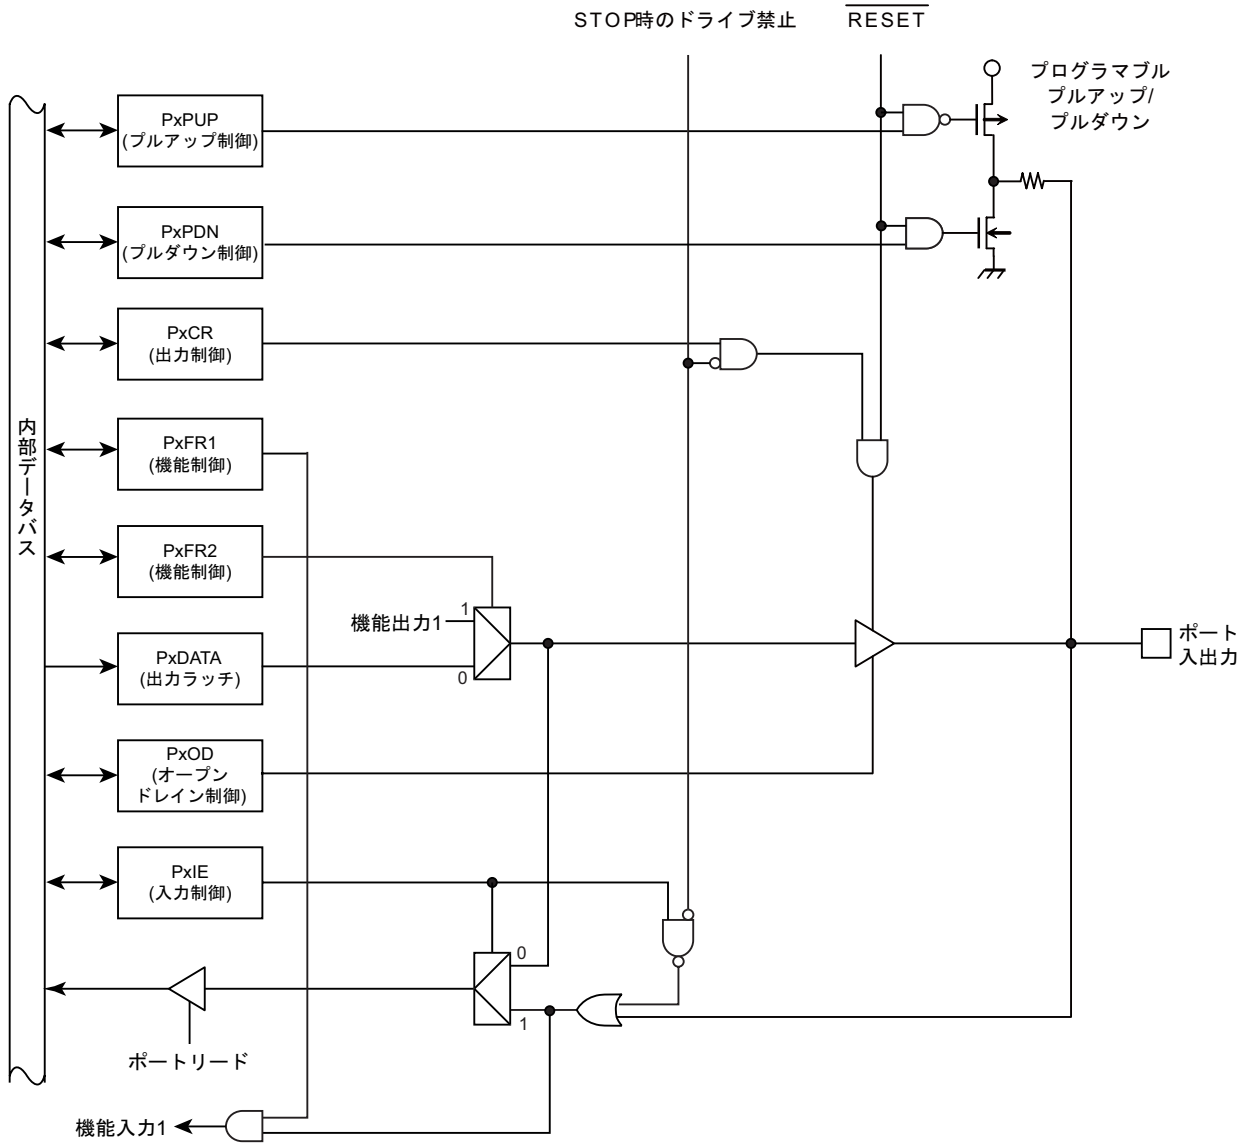 STOP時のドライブ禁止
RESET
プログラマブル
プルアップ/
プルダウン
PxPUP
(プルアップ制御)
PxPDN
(プルダウン制御)
PxCR
(出力制御)
内部データバス
PxFR1
(機能制御)
PxFR2
(機能制御)
機能出力1
1
0
PxDATA
(出力ラッチ)
ポート
入出力
PxOD
(オープン
ドレイン制御)
PxIE
(入力制御)
0
1
ポートリード
機能入力1